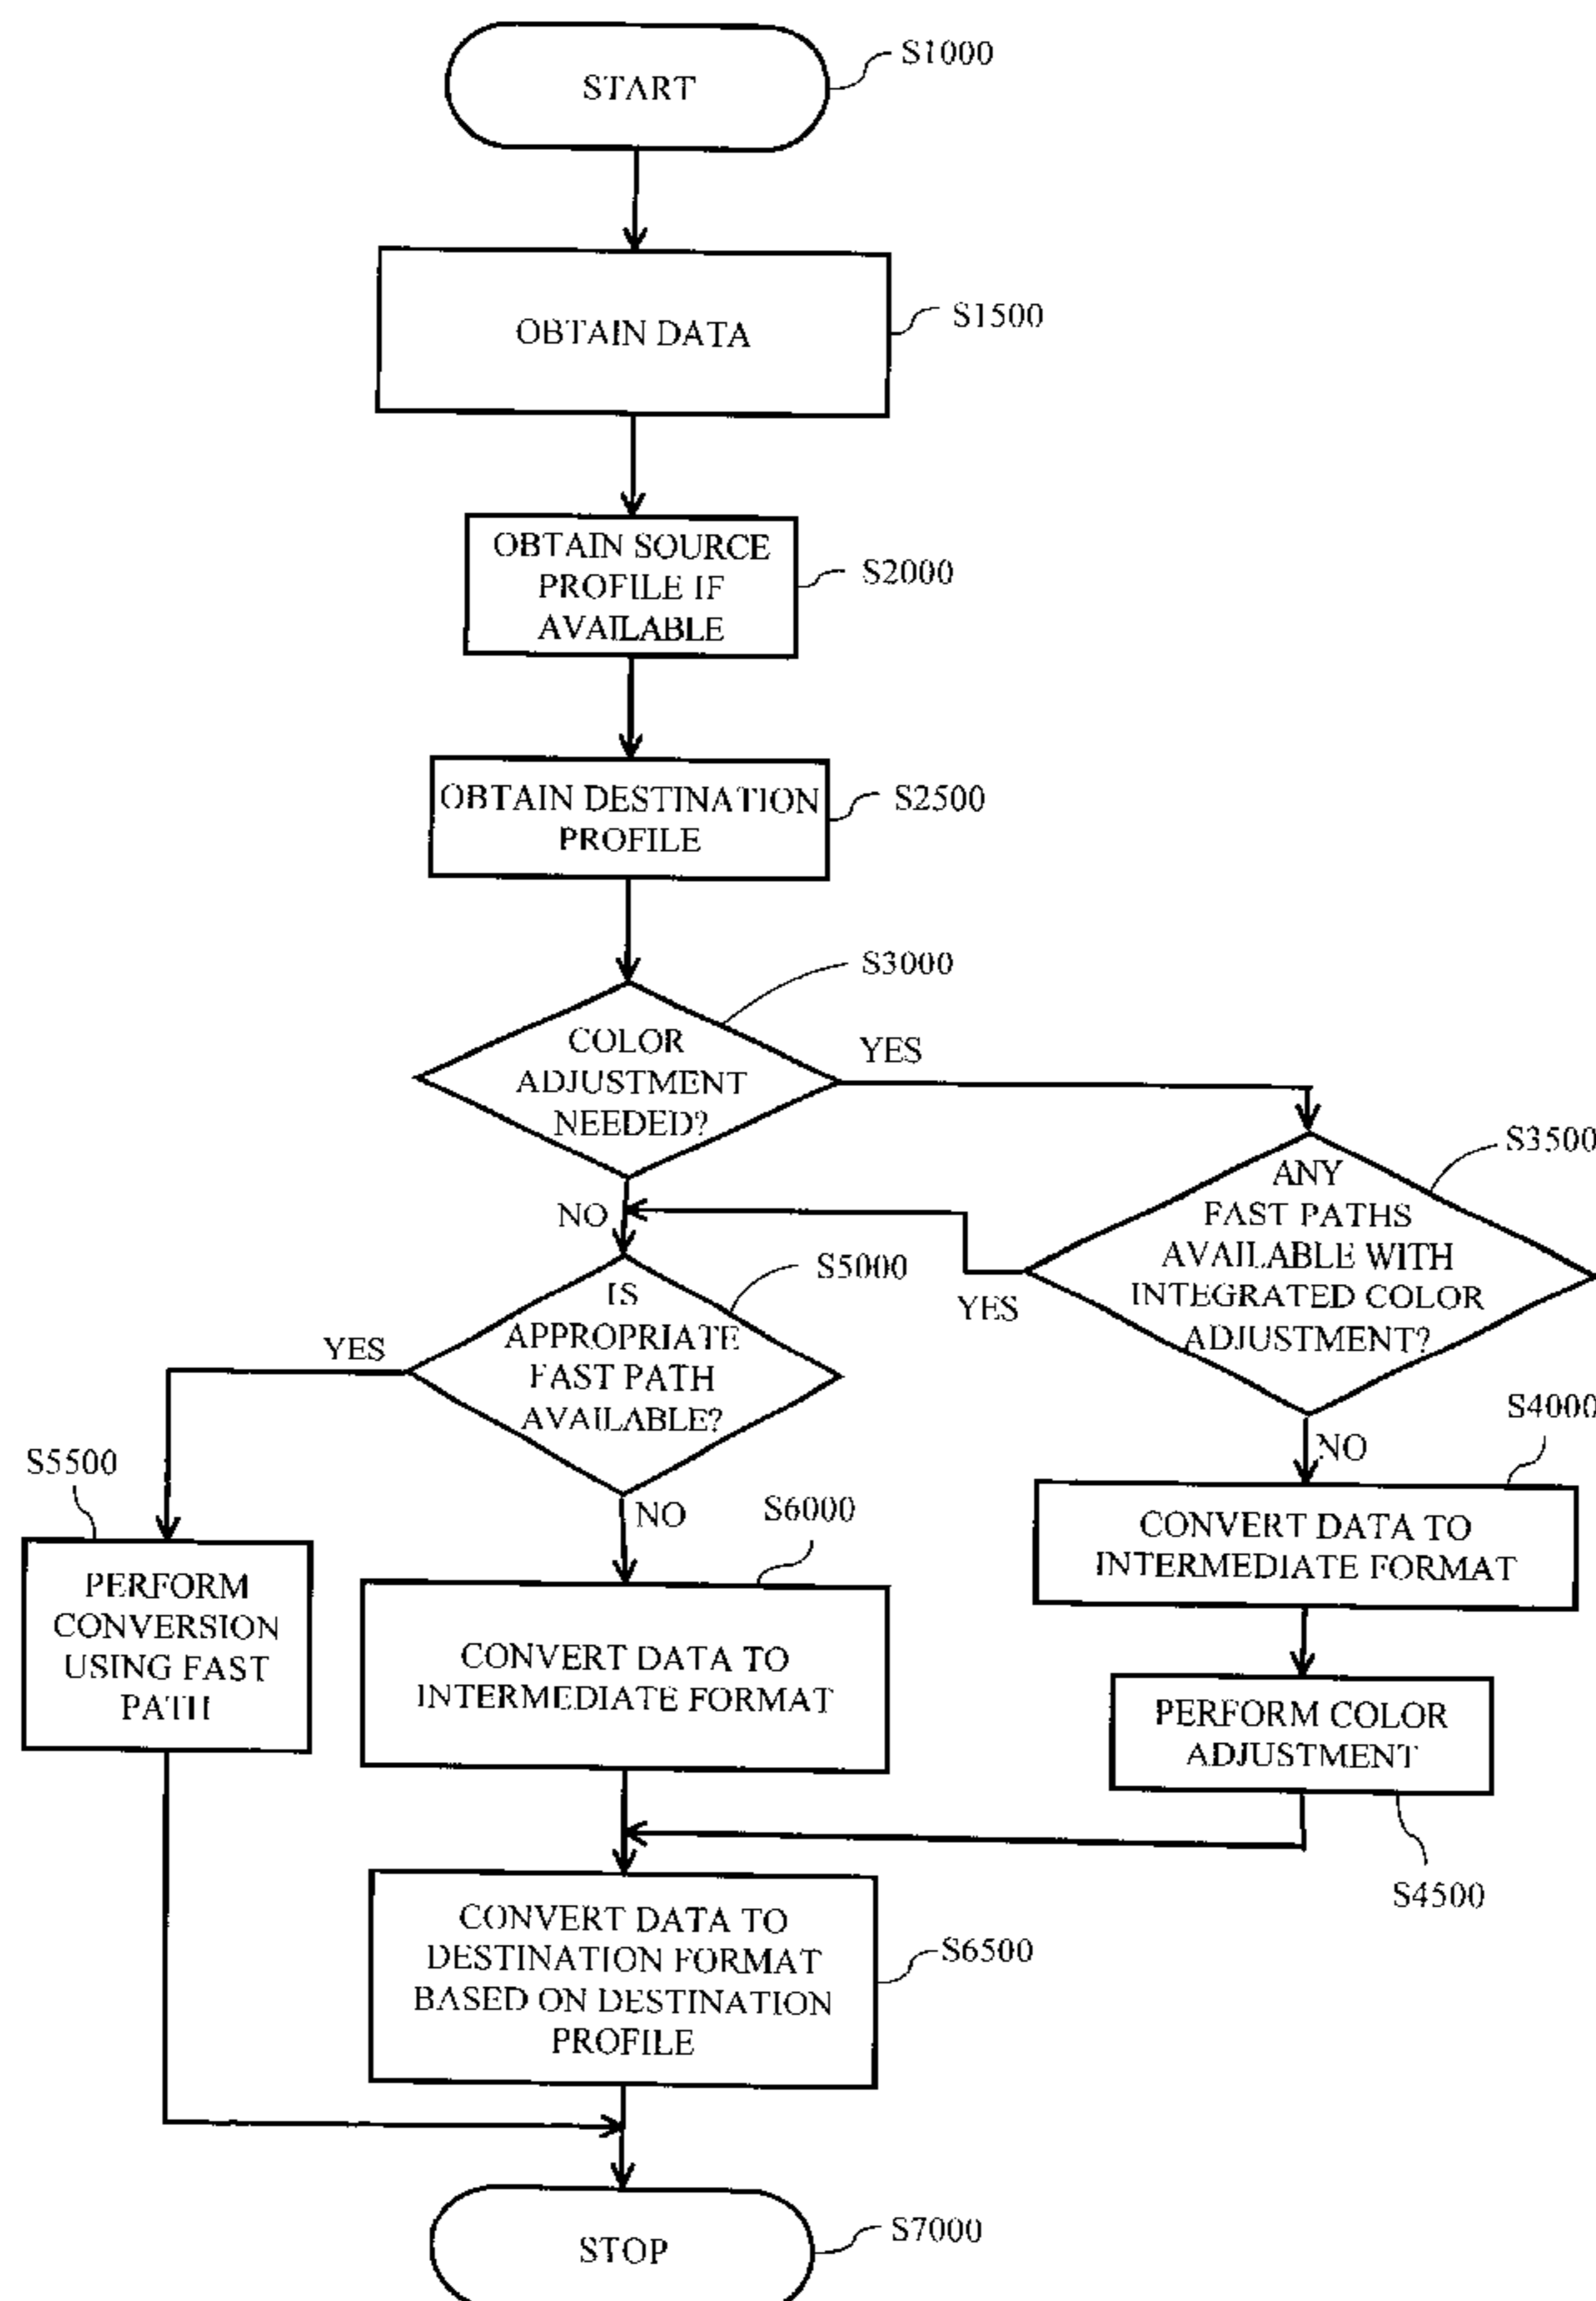 START
S1000
OBTAIN DATA
S1500
OBTAIN SOURCE
PROFILE IF
AVAILABLE
S2000
OBTAIN DESTINATION
PROFILE
S2500
S3000
COLOR
ADJUSTMENT
NEEDED?
YES
NO
S3500
ANY
FAST PATHS
AVAILABLE WITH
INTEGRATED COLOR
ADJUSTMENT?
YES
NO
S5000
IS
APPROPRIATE
FAST PATH
AVAILABLE?
YES
NO
S4000
CONVERT DATA TO
INTERMEDIATE FORMAT
S5500
PERFORM
CONVERSION
USING FAST
PATH
S6000
CONVERT DATA TO
INTERMEDIATE FORMAT
PERFORM COLOR
ADJUSTMENT
S4500
CONVERT DATA TO
DESTINATION FORMAT
BASED ON DESTINATION
PROFILE
S6500
STOP
S7000